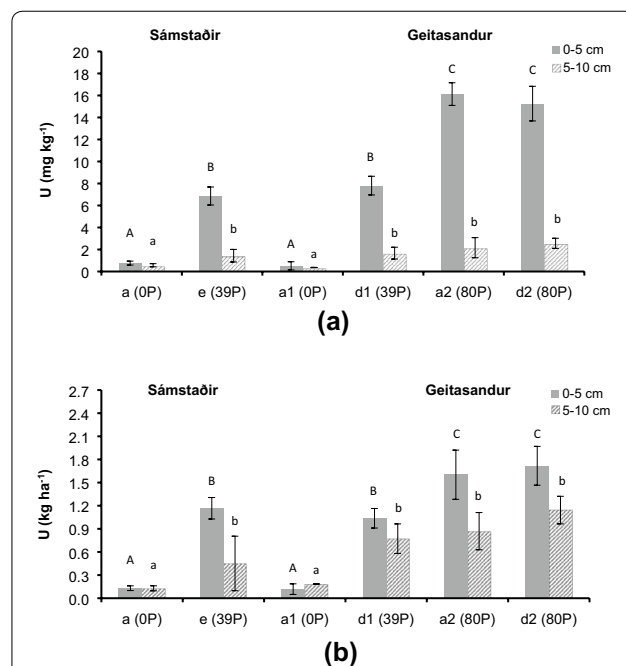 Sámstaðir Geitasandur
0-5 cm
5-10 cm
U (mg kg⁻¹)
20
18
16
14
12
10
8
6
4
2
0
A a B b A a B b C b C b
a (0P) e (39P) a1 (0P) d1 (39P) a2 (80P) d2 (80P)
(a)
Sámstaðir Geitasandur
0-5 cm
5-10 cm
U (kg ha⁻¹)
2.7
2.4
2.1
1.8
1.5
1.2
0.9
0.6
0.3
0.0
A a B b A a B b C b C b
a (0P) e (39P) a1 (0P) d1 (39P) a2 (80P) d2 (80P)
(b)